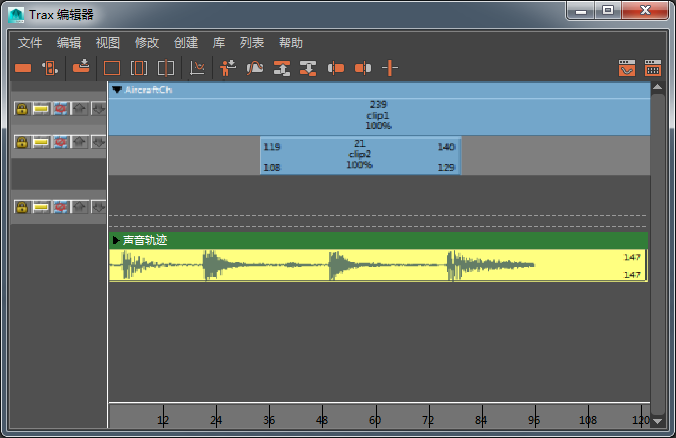 Trax 编辑器
文件 编辑 视图 修改 创建 库 列表 帮助
AircraftCh
239
clip1
100%
119 21 140
clip2
108 100% 129
声音轨迹
147
147
12 24 36 48 60 72 84 96 108 120